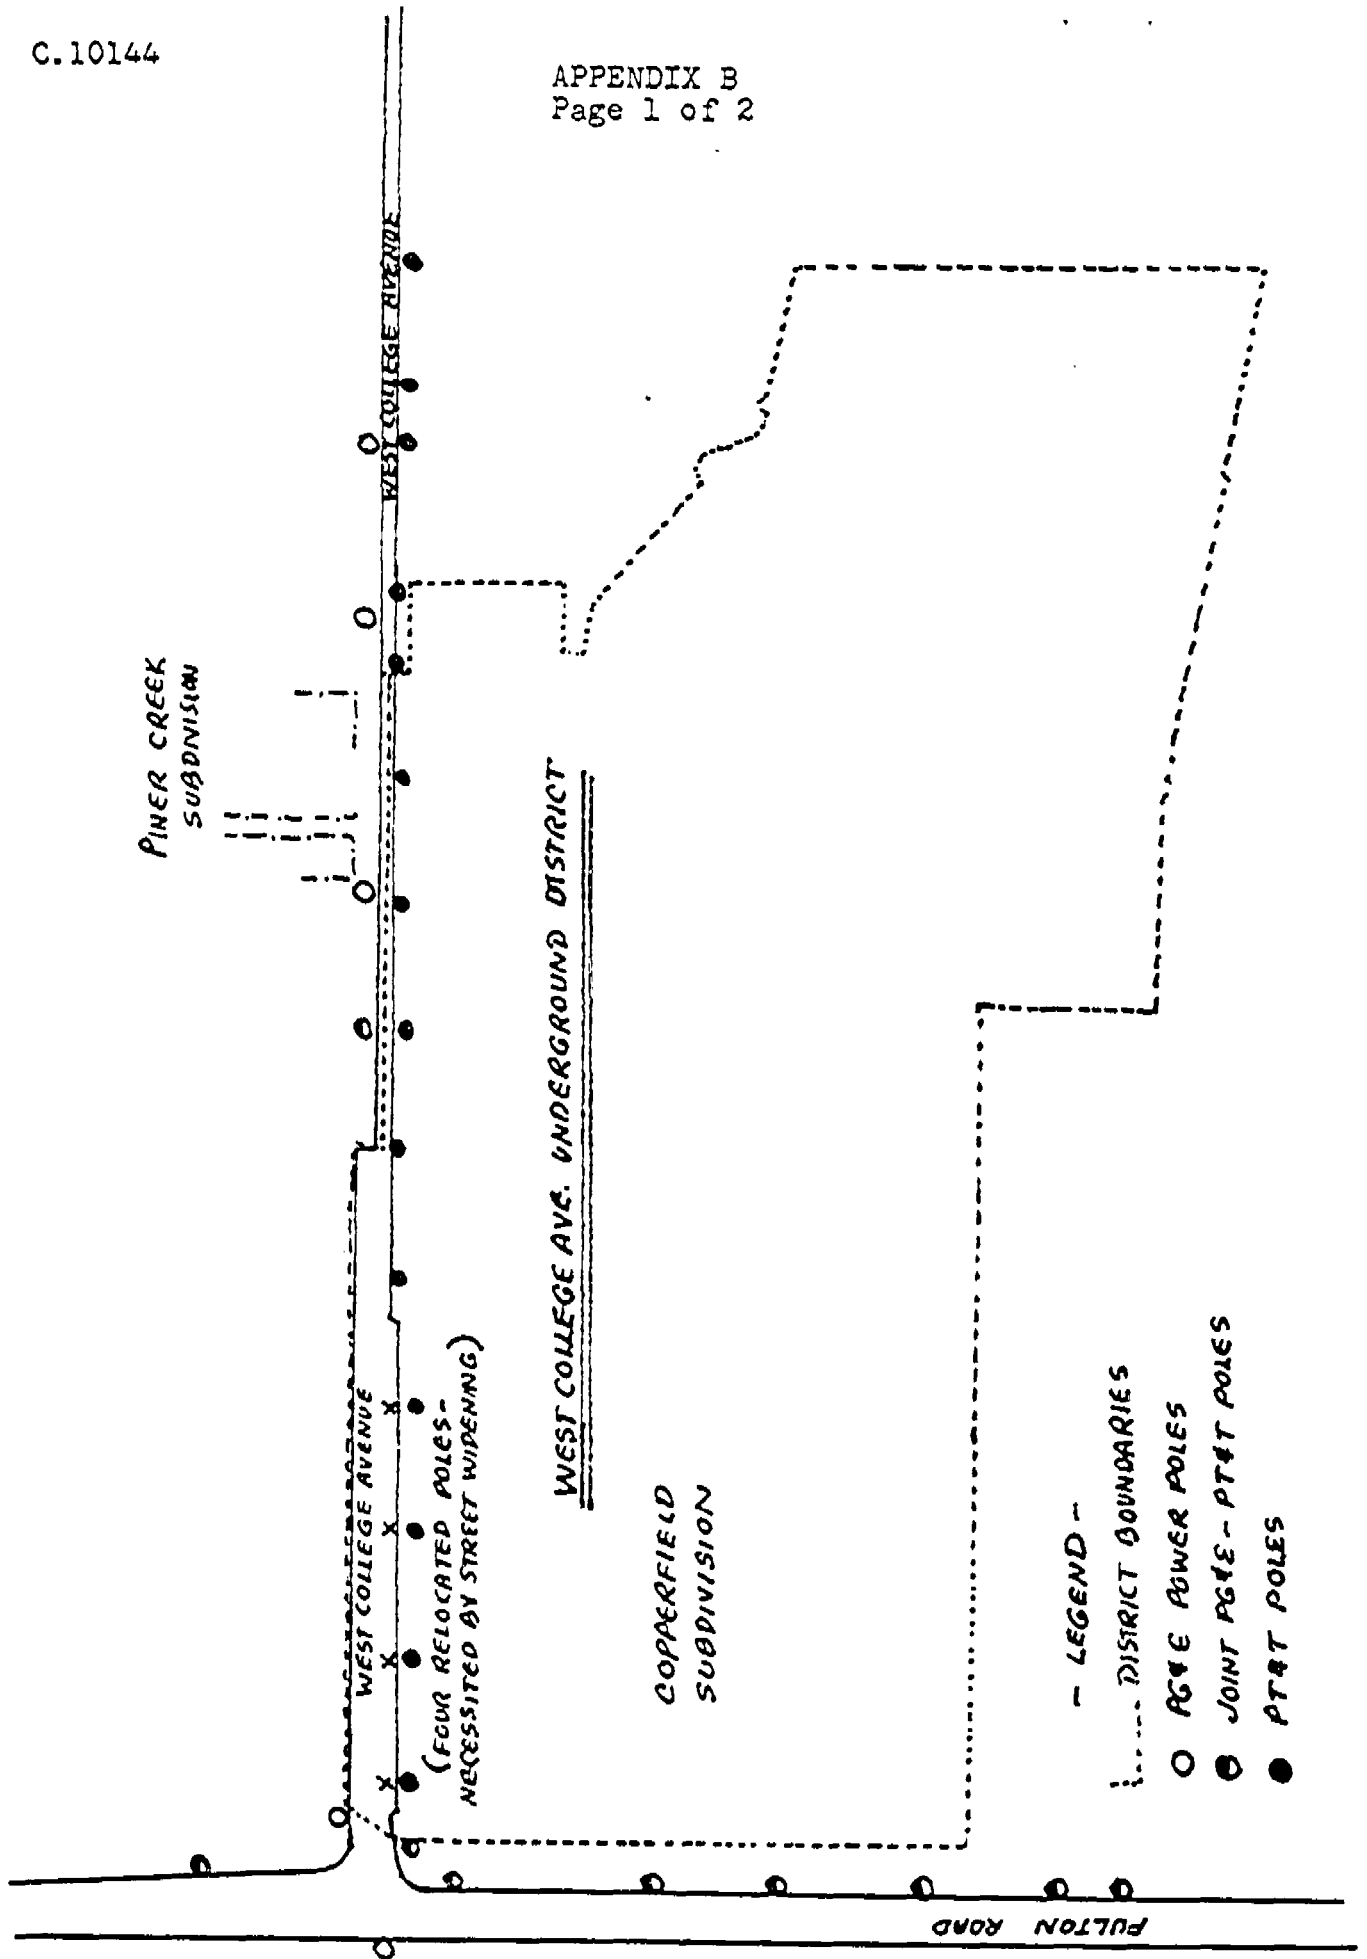 C.10144
APPENDIX B
Page 1 of 2
WEST COLLEGE AVENUE
PINER CREEK
SUBDIVISION
WEST COLLEGE AV. UNDERGROUND DISTRICT
WEST COLLEGE AVENUE
(FOUR RELOCATED POLES-
NECESSITED BY STREET WIDENING)
COPPERFIELD
SUBDIVISION
- LEGEND -
DISTRICT BOUNDARIES
PG&E POWER POLES
JOINT PG&E - PT&T POLES
PT&T POLES
FULTON ROAD